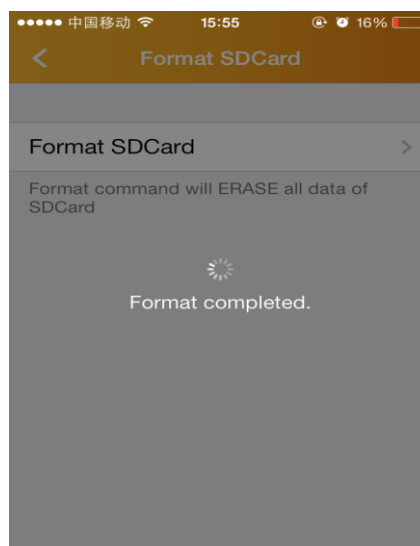 中国移动 15:55 16%
Format SDCard
Format SDCard
Format command will ERASE all data of
SDCard
Format completed.